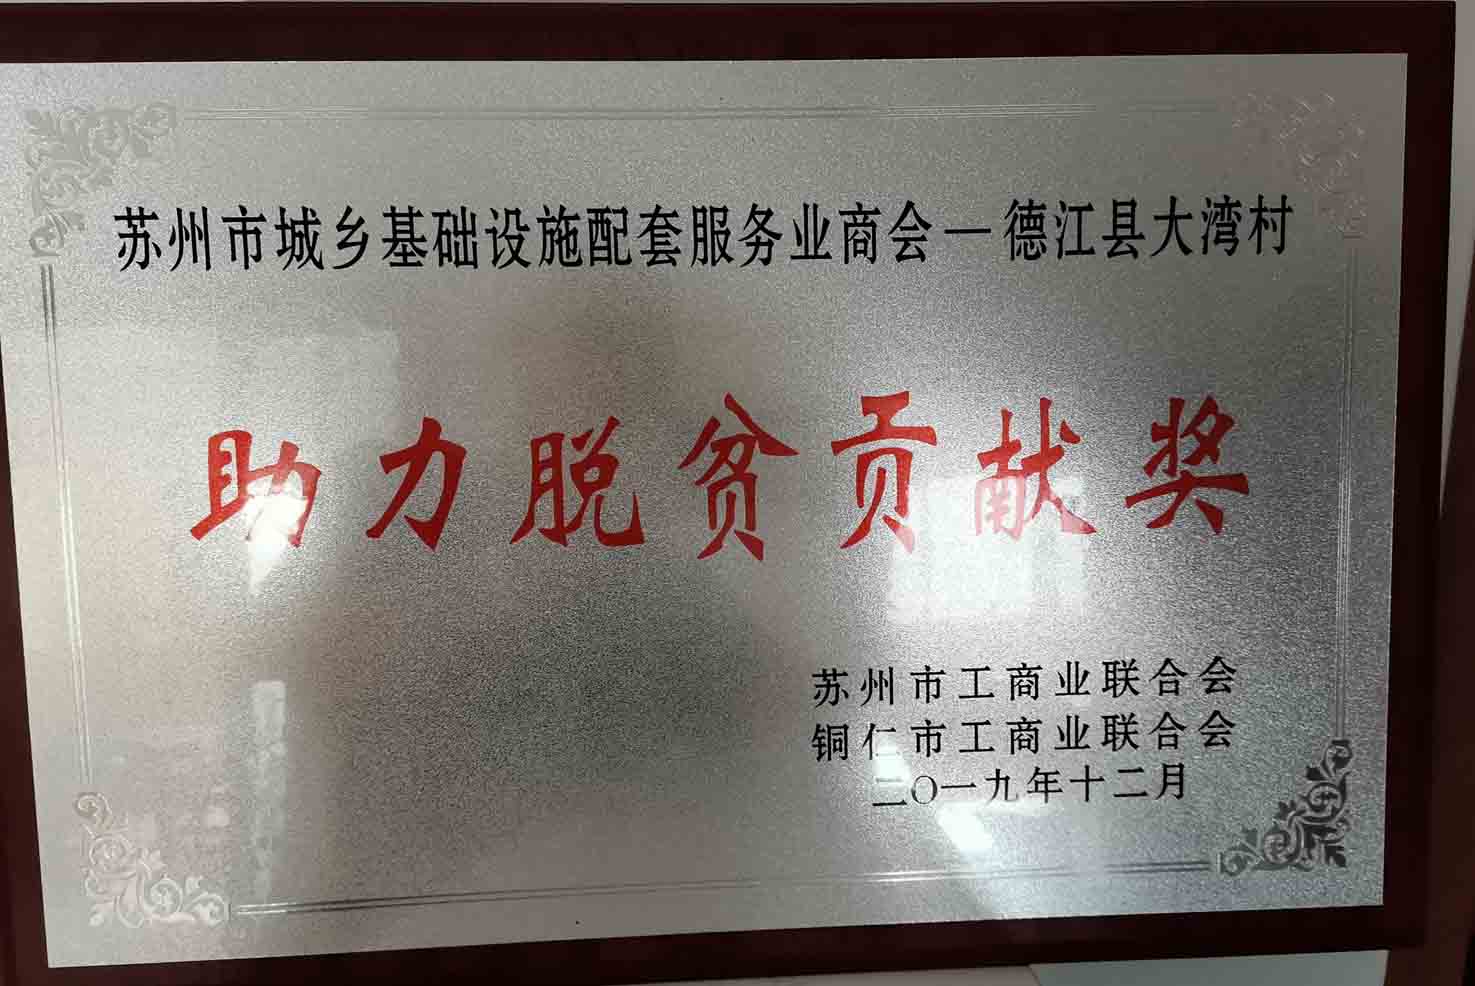 苏州市城乡基础设施配套服务业商会—德江县大湾村
助力脱贫贡献奖
苏州市工商业联合会
铜仁市工商业联合会
二〇一九年十二月